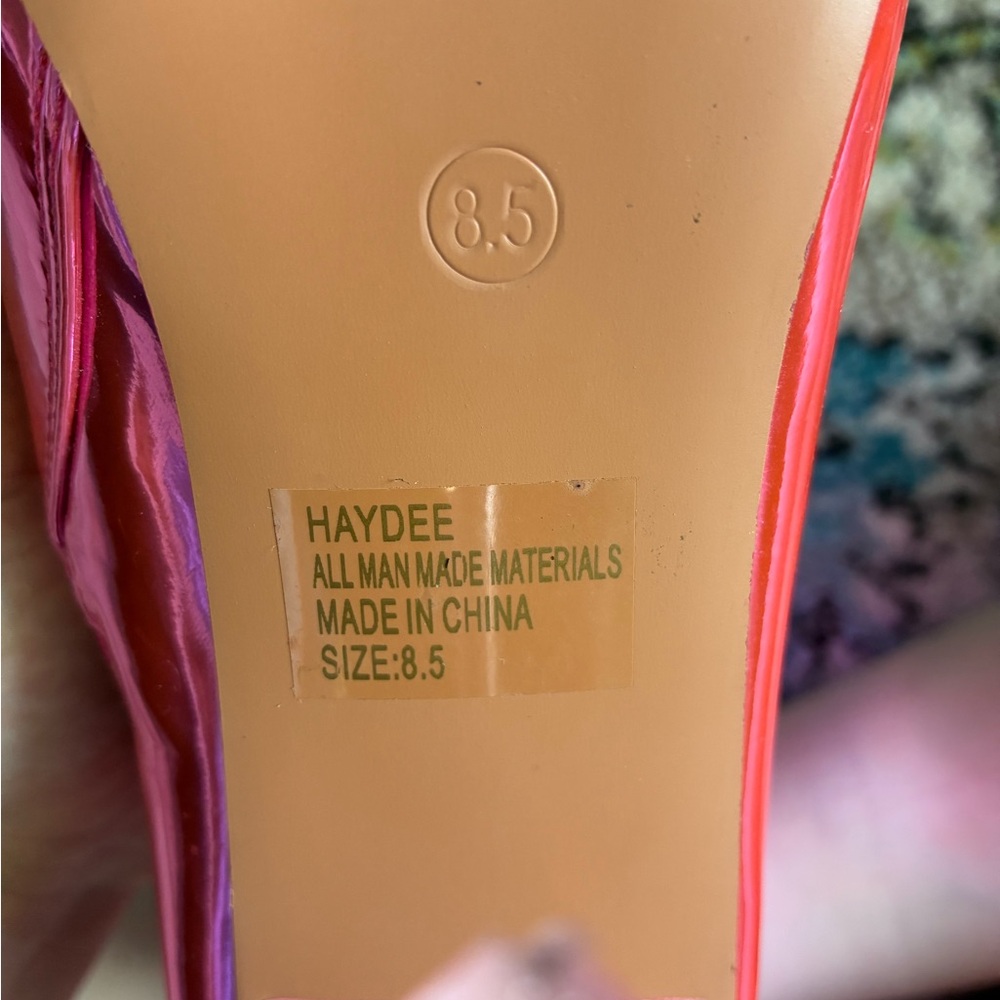 8.5
HAYDEE
ALL MAN MADE MATERIALS
MADE IN CHINA
SIZE:8.5